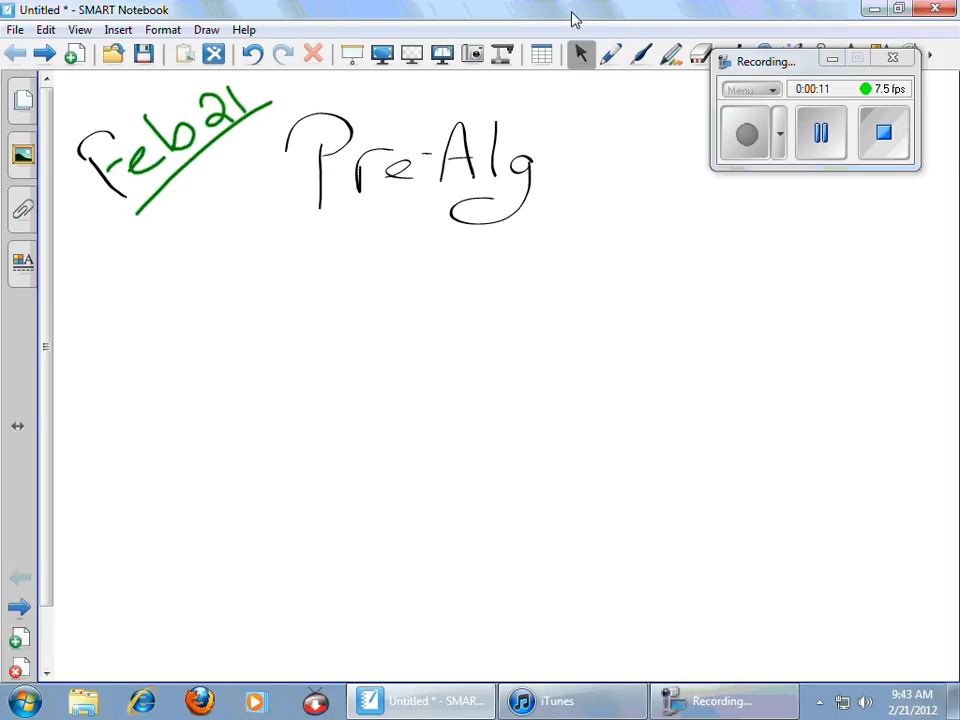 Untitled * - SMART Notebook
File Edit View Insert Format Draw Help
Recording...
Menu 0:00:11 7.5 fps
Feb 21 Pre-Alg
Untitled * - SMAR... iTunes Recording...
9:43 AM
2/21/2012